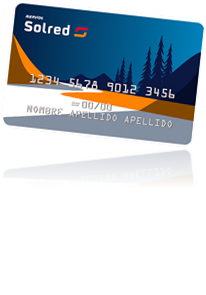 REPSOL
Solred
1234 5678 9012 3456
00/00
NOMBRE APELLIDO APELLIDO